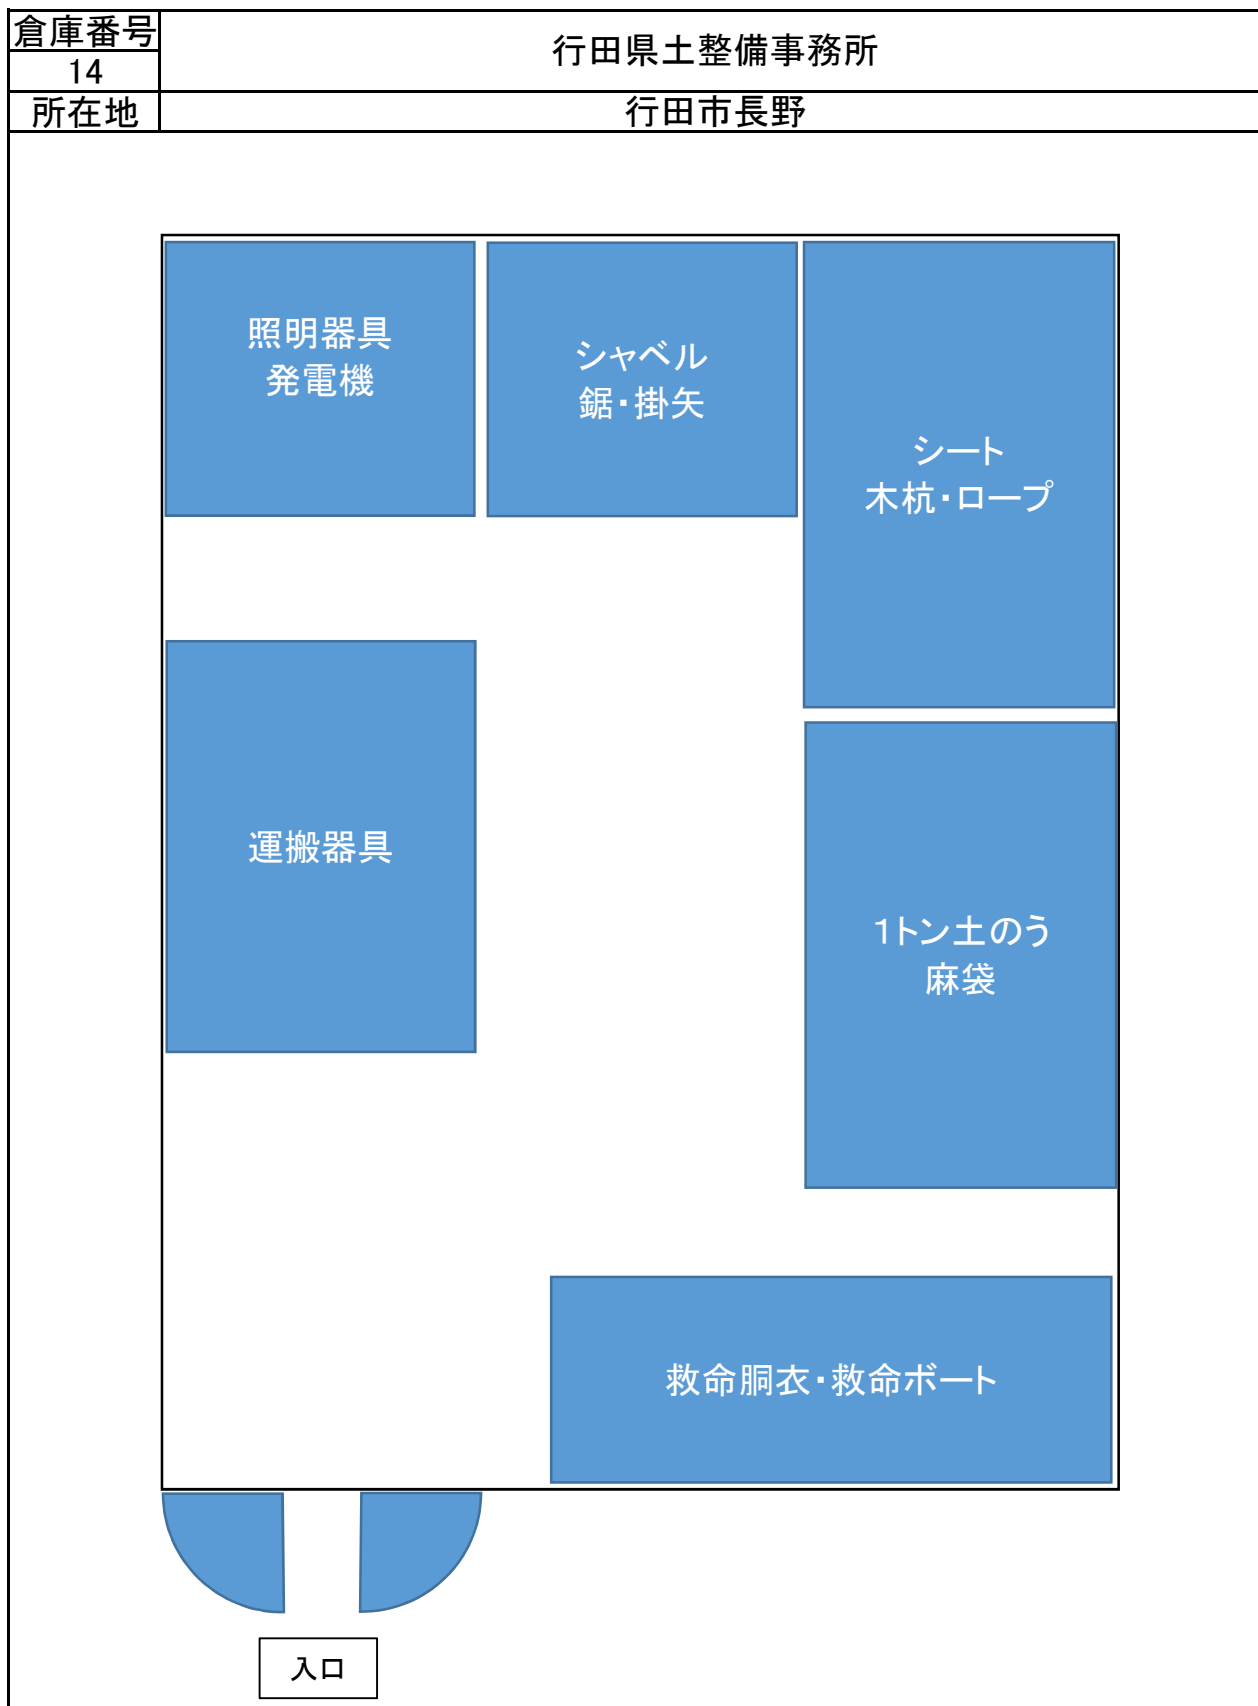 倉庫番号
14
行田県土整備事務所
所在地
行田市長野
照明器具
発電機
シャベル
鋸・掛矢
シート
木杭・ロープ
運搬器具
1トン土のう
麻袋
救命胴衣・救命ボート
入口